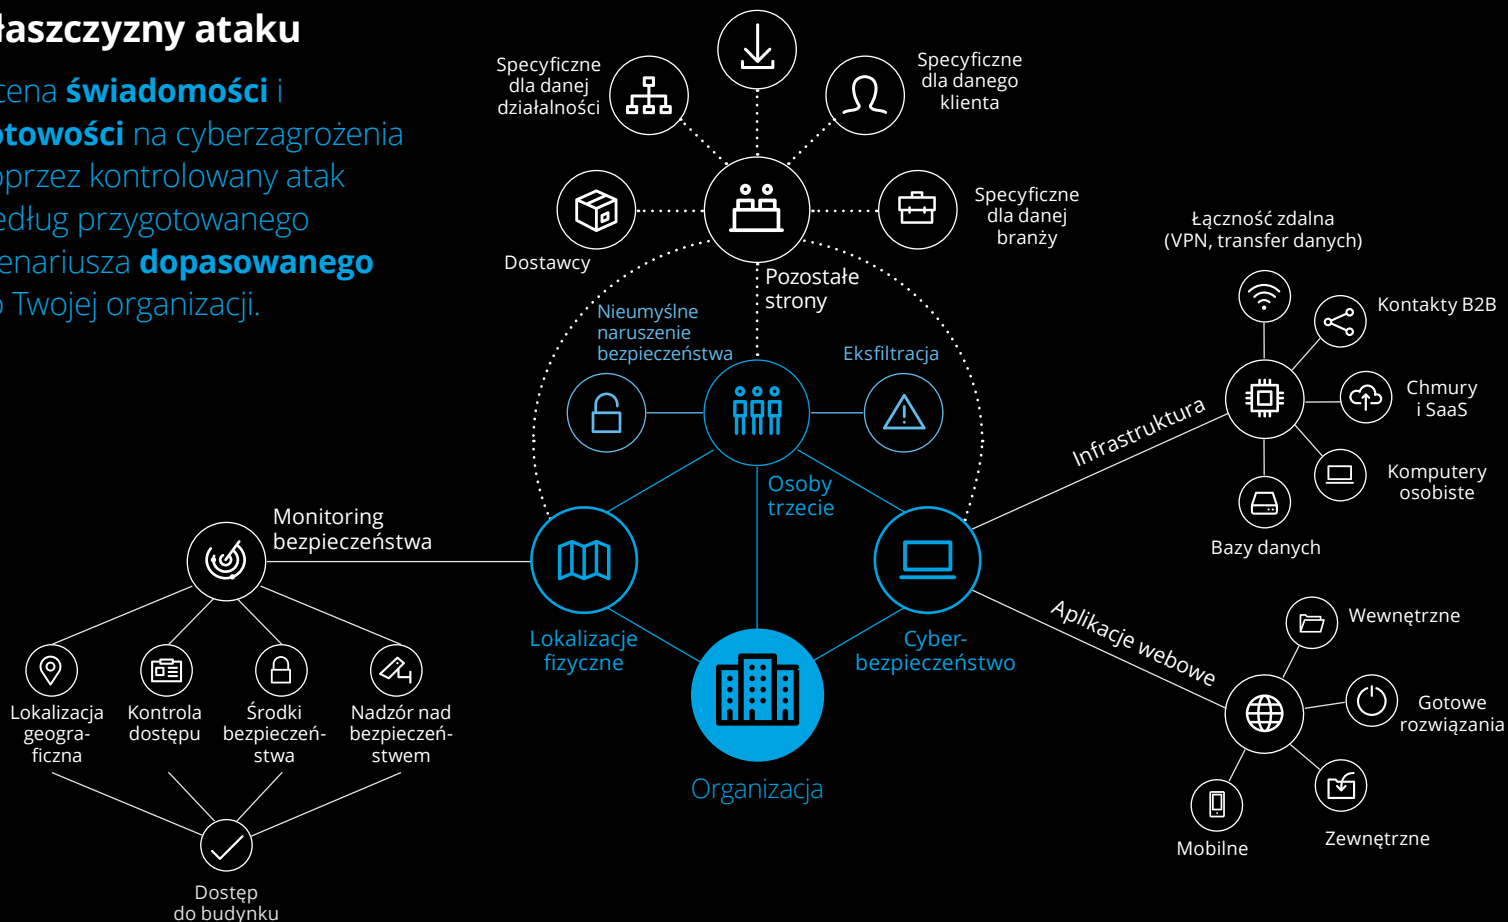 łaszczyzny ataku
cena świadomości i
otowości na cyberzagrożenia
oprzez kontrolowany atak
edług przygotowanego
enariusza dopasowanego
o Twojej organizacji.
Specyficzne
dla danej
działalności
Specyficzne
dla danego
klienta
Dostawcy
Specyficzne
dla danej
branży
Pozostałe
strony
Nieumyślne
naruszenie
bezpieczeństwa
Eksfiltracja
Osoby
trzecie
Łączność zdalna
(VPN, transfer danych)
Kontakty B2B
Chmury
i SaaS
Komputery
osobiste
Bazy danych
Infrastruktura
Monitoring
bezpieczeństwa
Lokalizacje
fizyczne
Cyber-
bezpieczeństwo
Organizacja
Aplikacje webowe
Wewnętrzne
Gotowe
rozwiązania
Zewnętrzne
Mobilne
Lokalizacja
geogra-
ficzna
Kontrola
dostępu
Środki
bezpieczeń-
stwa
Nadzór nad
bezpieczeń-
stwem
Dostęp
do budynku